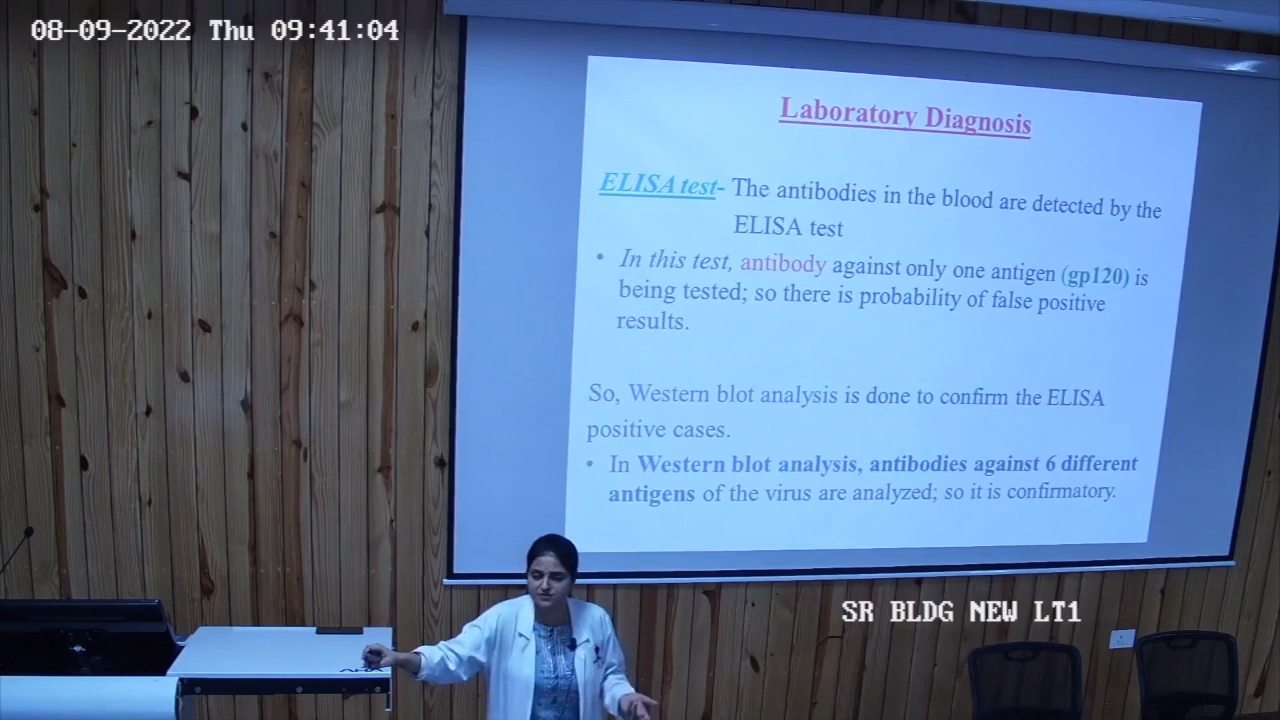 08-09-2022 Thu 09:41:04
Laboratory Diagnosis
ELISA test- The antibodies in the blood are detected by the
ELISA test
• In this test, antibody against only one antigen (gp120) is
being tested; so there is probability of false positive
results.
So, Western blot analysis is done to confirm the ELISA
positive cases.
• In Western blot analysis, antibodies against 6 different
antigens of the virus are analyzed; so it is confirmatory.
SR BLDG NEW LT1
AHA